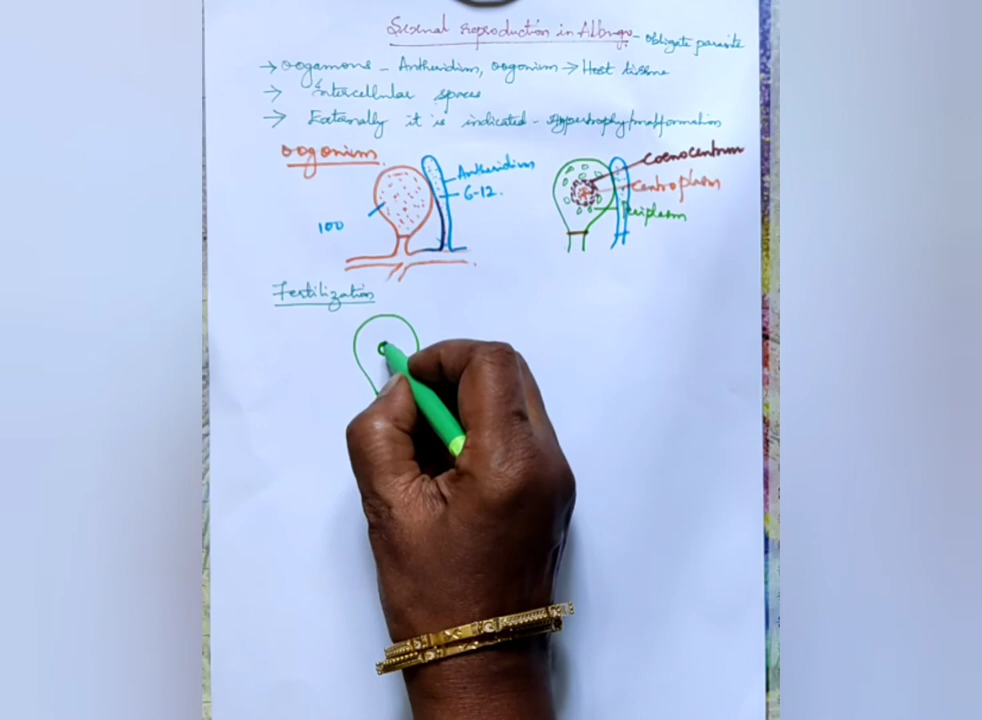 Sexual reproduction in Albugo - obligate parasite
→ oogamous - Antheridium, oogonium → Host tissue
→ Intercellular spaces
→ Externally it is indicated - Hypertrophy/malformation
oogonium
Antheridium
6-12.
100
coenocentrum
centroplasm
Periplasm
Fertilization